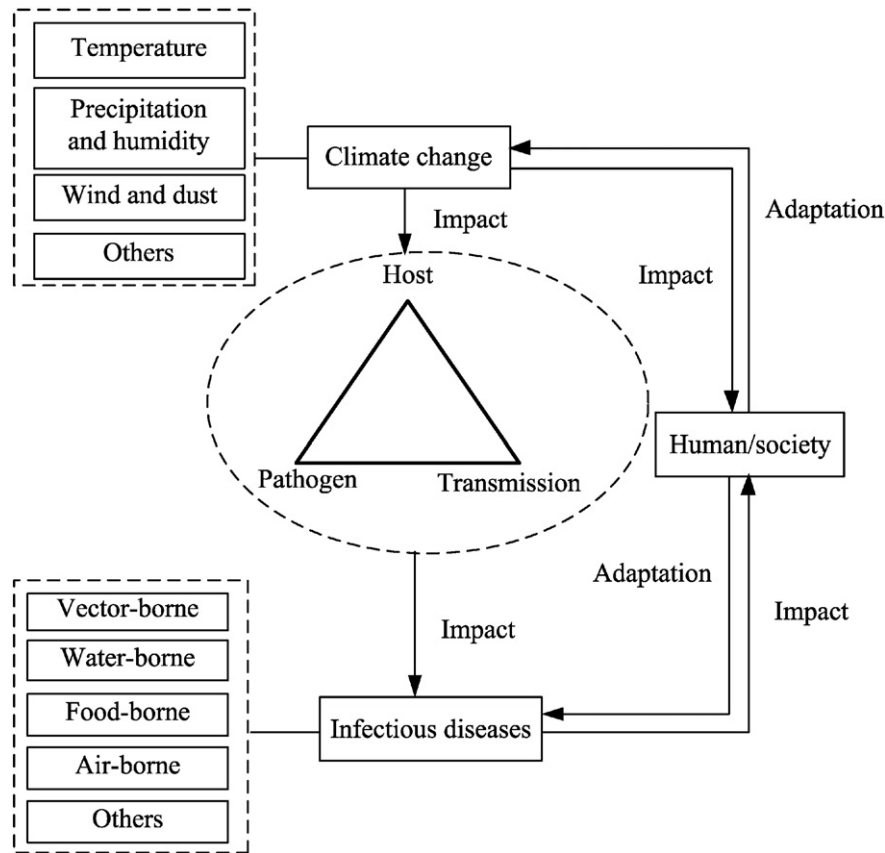 Temperature
Precipitation
and humidity
Wind and dust
Others
Climate change
Impact
Adaptation
Impact
Host
Pathogen
Transmission
Human/society
Adaptation
Impact
Impact
Vector-borne
Water-borne
Food-borne
Air-borne
Others
Infectious diseases